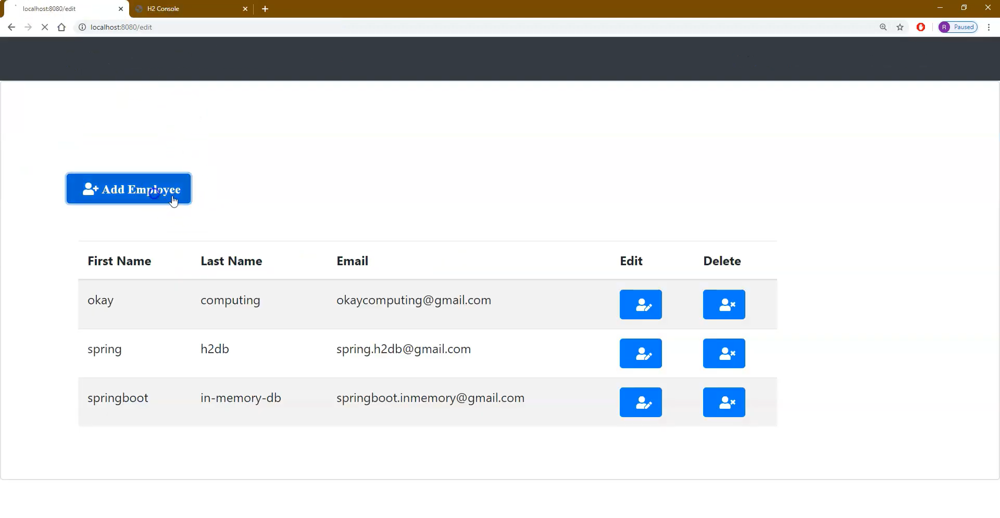 localhost:8080/edit
H2 Console
localhost:8080/edit
R Paused
Add Employee
First Name Last Name Email Edit Delete
okay computing okaycomputing@gmail.com
spring h2db spring.h2db@gmail.com
springboot in-memory-db springboot.inmemory@gmail.com